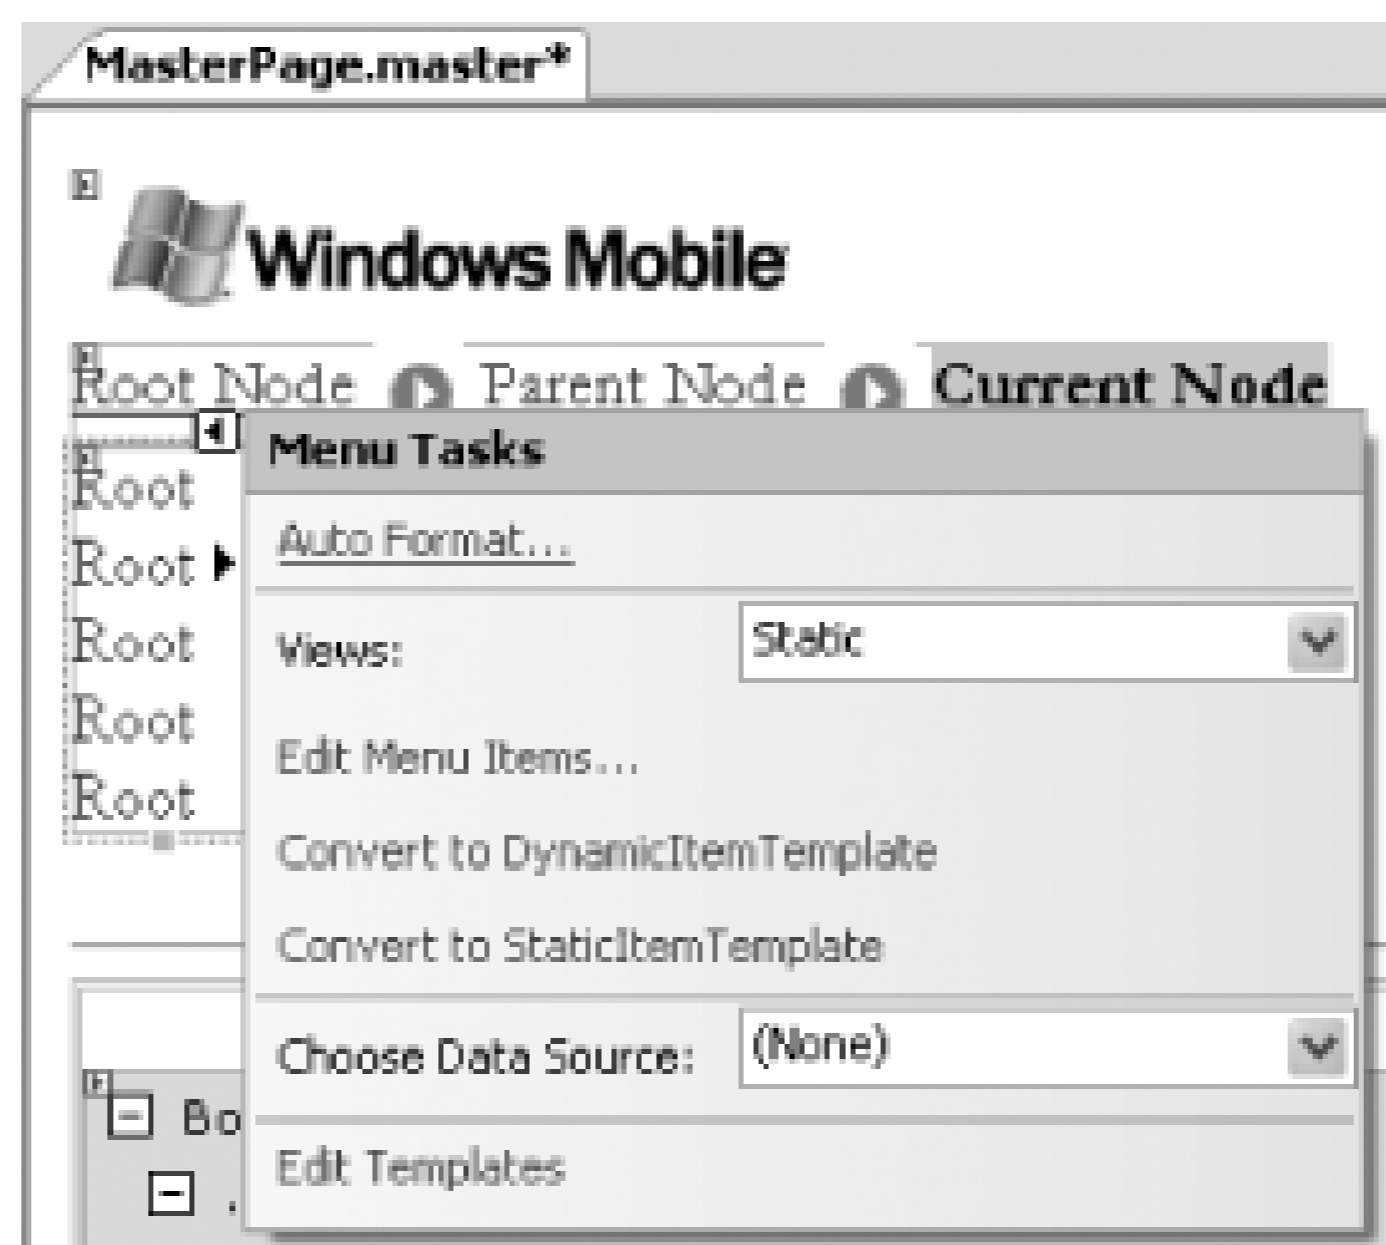 MasterPage.master*
Windows Mobile
Root Node Parent Node Current Node
Menu Tasks
Root
Auto Format...
Root
Views: Static
Root
Root
Edit Menu Items...
Root
Convert to DynamicItemTemplate
Convert to StaticItemTemplate
Choose Data Source: (None)
Bo
Edit Templates